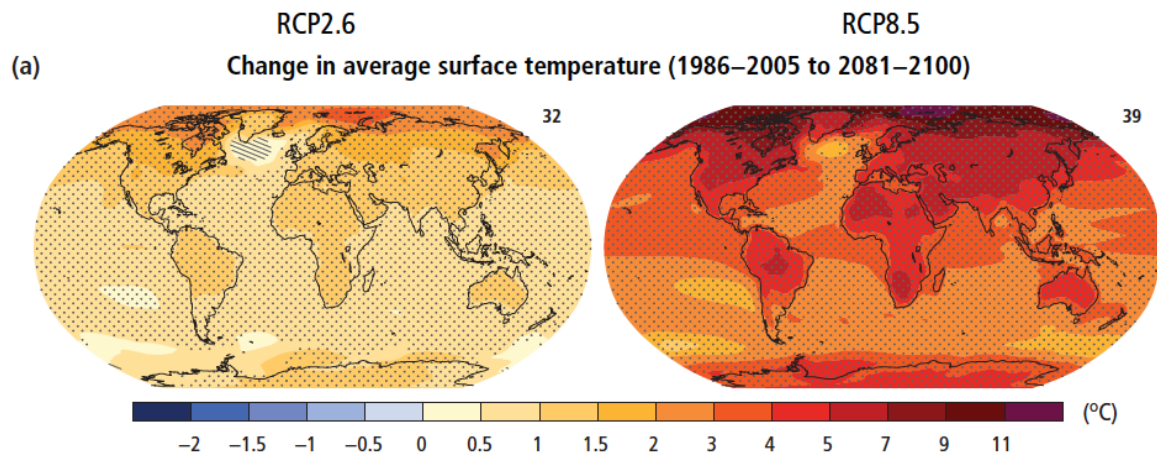 RCP2.6 RCP8.5
(a) Change in average surface temperature (1986–2005 to 2081–2100)
32 39
(°C)
−2 −1.5 −1 −0.5 0 0.5 1 1.5 2 3 4 5 7 9 11